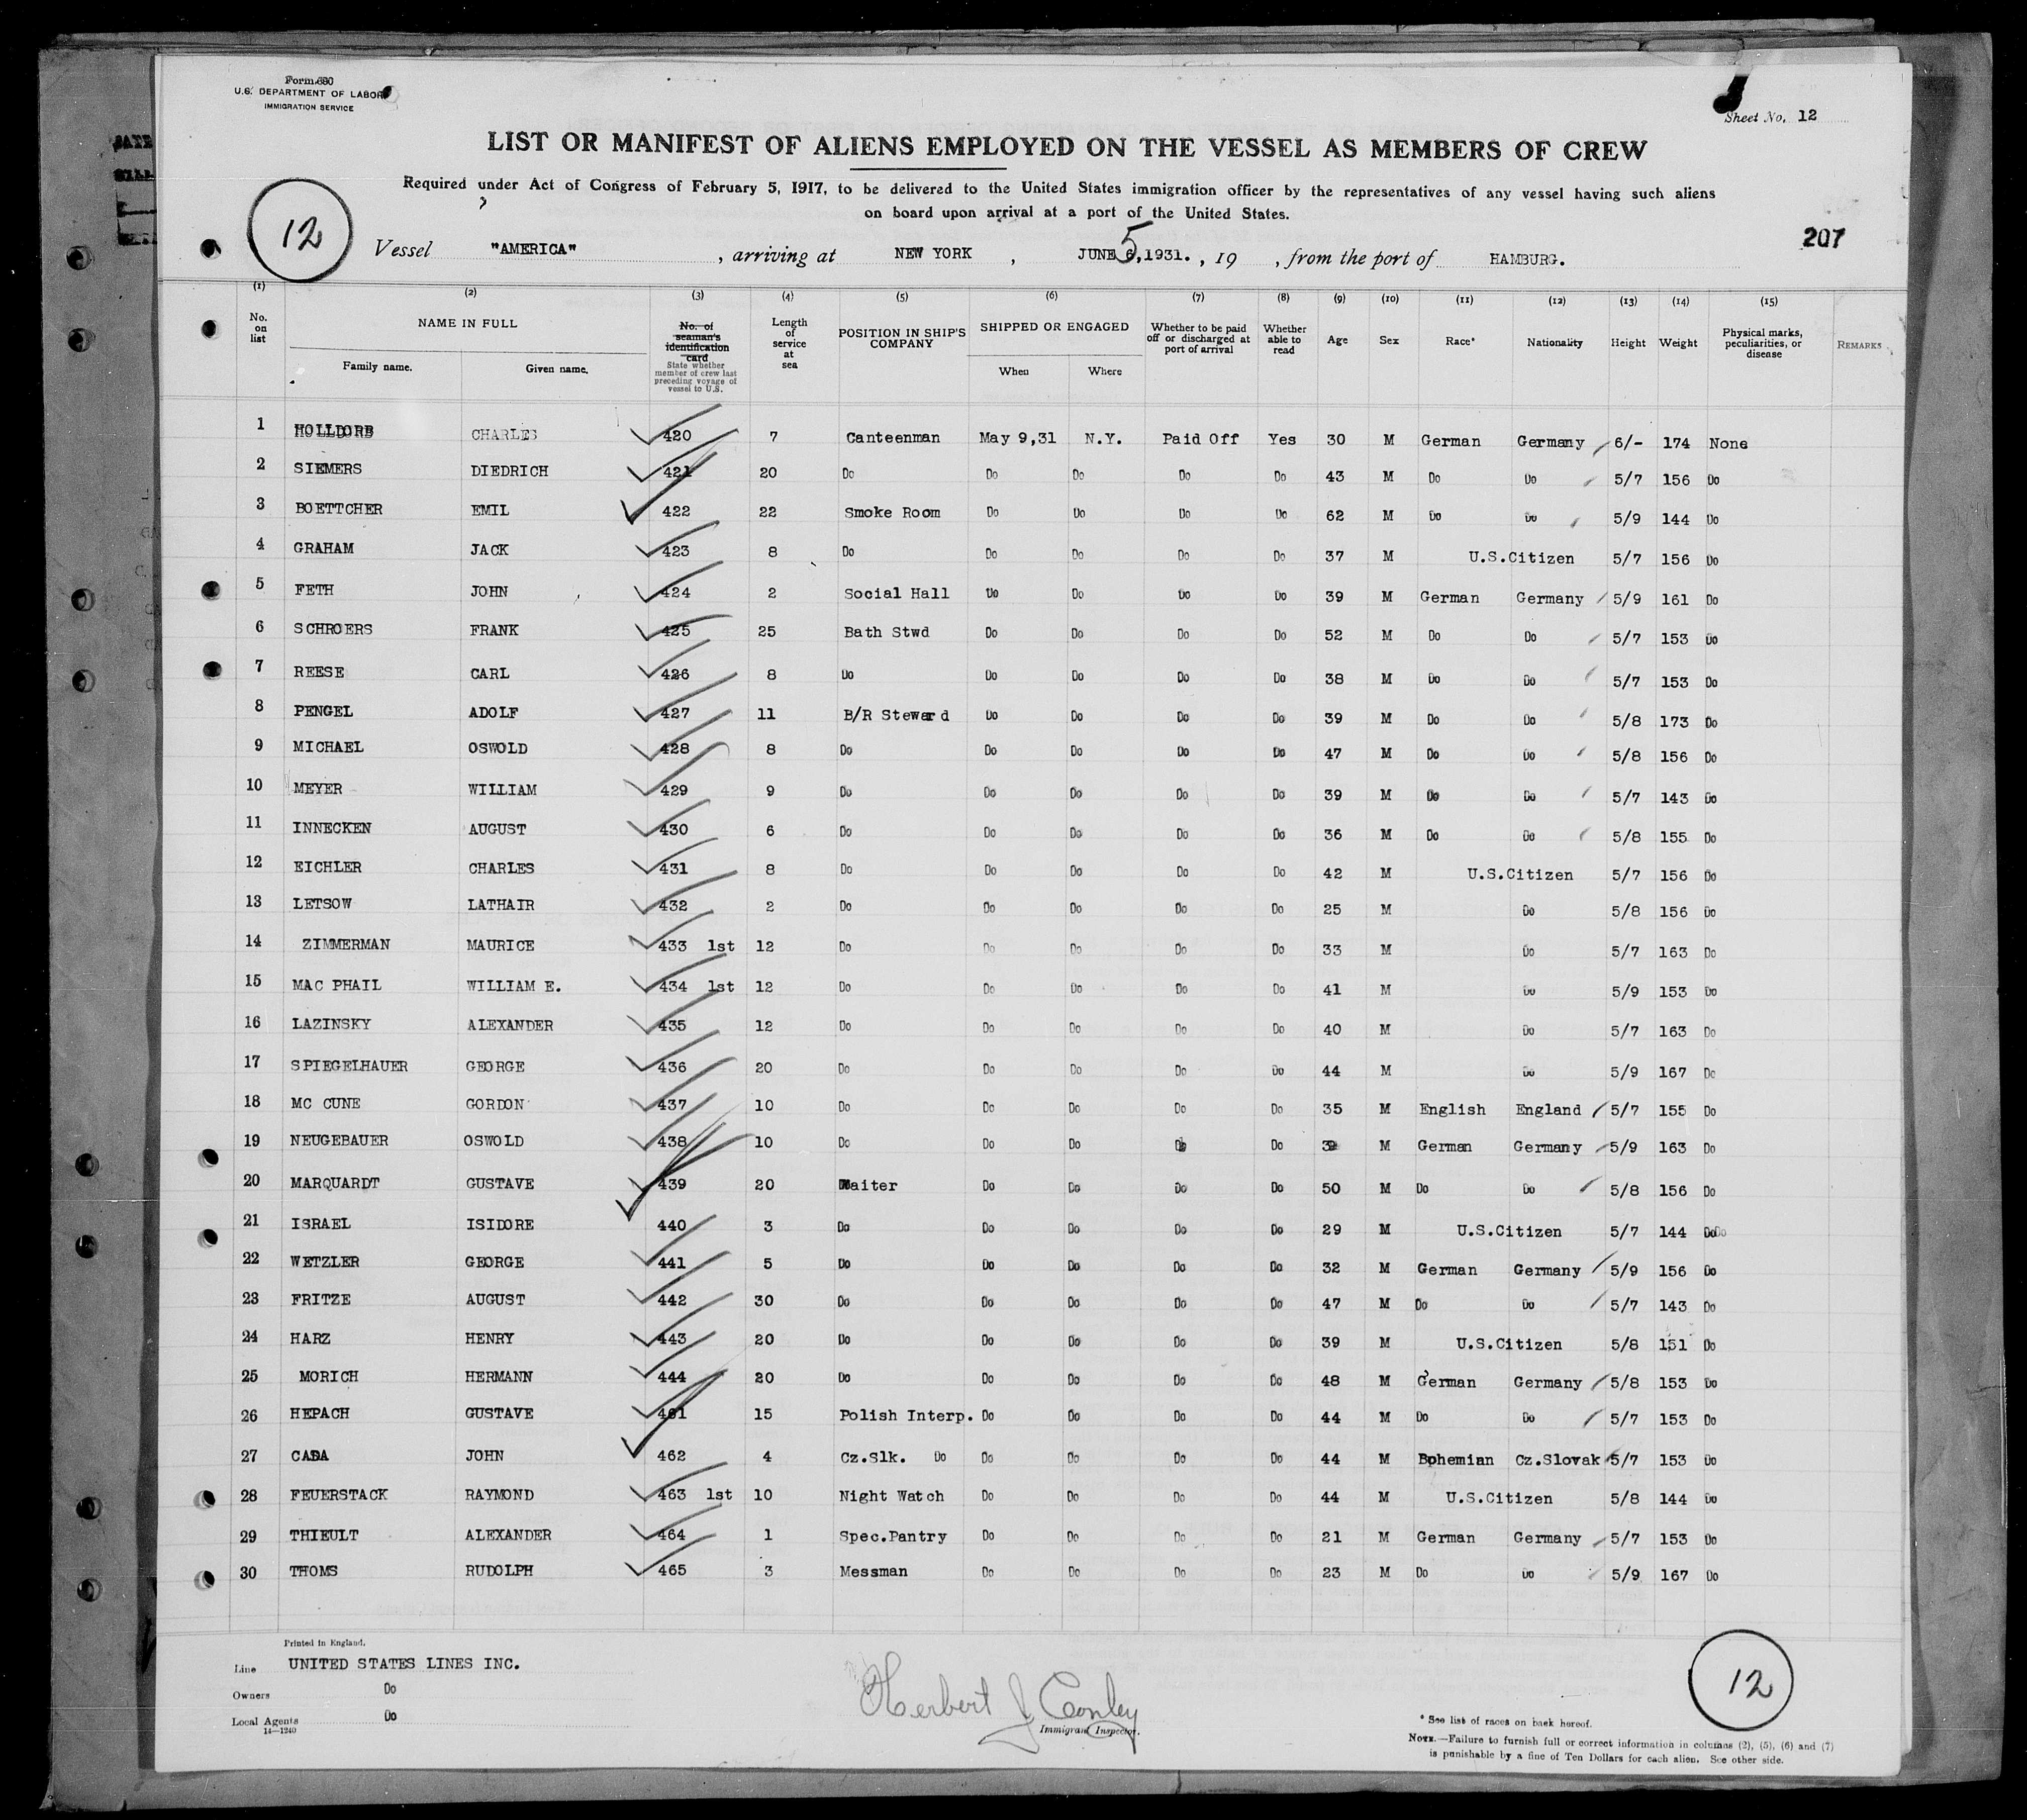 Form 680
U.S. DEPARTMENT OF LABOR
IMMIGRATION SERVICE
Sheet No. 12
LIST OR MANIFEST OF ALIENS EMPLOYED ON THE VESSEL AS MEMBERS OF CREW
Required under Act of Congress of February 5, 1917, to be delivered to the United States immigration officer by the representatives of any vessel having such aliens
on board upon arrival at a port of the United States.
12
207
Vessel "AMERICA", arriving at NEW YORK, JUNE 5, 1931., 19 , from the port of HAMBURG.
(1) (2) (3) (4) (5) (6) (7) (8) (9) (10) (11) (12) (13) (14) (15)
No. on list NAME IN FULL Family name. Given name. No. of seaman's identification card State whether member of crew last preceding voyage of vessel to U.S. Length of service at sea POSITION IN SHIP'S COMPANY SHIPPED OR ENGAGED When Where Whether to be paid off or discharged at port of arrival Whether able to read Age Sex Race* Nationality Height Weight Physical marks, peculiarities, or disease REMARKS
1 HOLLDORB CHARLES 420 7 Canteenman May 9,31 N.Y. Paid Off Yes 30 M German Germany 6/- 174 None
2 SIEMERS DIEDRICH 421 20 Do Do Do Do Do 43 M Do Do 5/7 156 Do
3 BOETTCHER EMIL 422 22 Smoke Room Do Do Do Do 62 M Do Do 5/9 144 Do
4 GRAHAM JACK 423 8 Do Do Do Do Do 37 M U.S.Citizen 5/7 156 Do
5 FETH JOHN 424 2 Social Hall Do Do Do Do 39 M German Germany 5/9 161 Do
6 SCHROERS FRANK 425 25 Bath Stwd Do Do Do Do 52 M Do Do 5/7 153 Do
7 REESE CARL 426 8 Do Do Do Do Do 38 M Do Do 5/7 153 Do
8 PENGEL ADOLF 427 11 B/R Steward Do Do Do Do 39 M Do Do 5/8 173 Do
9 MICHAEL OSWOLD 428 8 Do Do Do Do Do 47 M Do Do 5/8 156 Do
10 MEYER WILLIAM 429 9 Do Do Do Do Do 39 M Do Do 5/7 143 Do
11 INNECKEN AUGUST 430 6 Do Do Do Do Do 36 M Do Do 5/8 155 Do
12 EICHLER CHARLES 431 8 Do Do Do Do Do 42 M U.S.Citizen 5/7 156 Do
13 LETSOW LATHAIR 432 2 Do Do Do Do Do 25 M Do 5/8 156 Do
14 ZIMMERMAN MAURICE 433 1st 12 Do Do Do Do Do 33 M Do 5/7 163 Do
15 MAC PHAIL WILLIAM E. 434 1st 12 Do Do Do Do Do 41 M Do 5/9 153 Do
16 LAZINSKY ALEXANDER 435 12 Do Do Do Do Do 40 M Do 5/7 163 Do
17 SPIEGELHAUER GEORGE 436 20 Do Do Do Do Do 44 M Do 5/9 167 Do
18 MC CUNE GORDON 437 10 Do Do Do Do Do 35 M English England 5/7 155 Do
19 NEUGEBAUER OSWOLD 438 10 Do Do Do Do Do M German Germany 5/9 163 Do
20 MARQUARDT GUSTAVE 439 20 Waiter Do Do Do Do 50 M Do Do 5/8 156 Do
21 ISRAEL ISIDORE 440 3 Do Do Do Do Do 29 M U.S.Citizen 5/7 144 Do Do
22 WETZLER GEORGE 441 5 Do Do Do Do Do 32 M German Germany 5/9 156 Do
23 FRITZE AUGUST 442 30 Do Do Do Do Do 47 M Do Do 5/7 143 Do
24 HARZ HENRY 443 20 Do Do Do Do Do 39 M U.S.Citizen 5/8 151 Do
25 MORICH HERMANN 444 20 Do Do Do Do Do 48 M German Germany 5/8 153 Do
26 HEPACH GUSTAVE 461 15 Polish Interp. Do Do Do Do 44 M Do Do 5/7 153 Do
27 CADA JOHN 462 4 Cz.Slk. Do Do Do Do Do 44 M Bohemian Cz.Slovak 5/7 153 Do
28 FEUERSTACK RAYMOND 463 1st 10 Night Watch Do Do Do Do 44 M U.S.Citizen 5/8 144 Do
29 THIEULT ALEXANDER 464 1 Spec.Pantry Do Do Do Do 21 M German Germany 5/7 153 Do
30 THOMS RUDOLPH 465 3 Messman Do Do Do Do 23 M Do Do 5/9 167 Do
Printed in England.
Line UNITED STATES LINES INC.
Owners Do
Local Agents Do
14—1240
Herbert J Conley
Immigrant Inspector.
12
* See list of races on back hereof.
NOTE.—Failure to furnish full or correct information in columns (2), (5), (6) and (7)
is punishable by a fine of Ten Dollars for each alien. See other side.